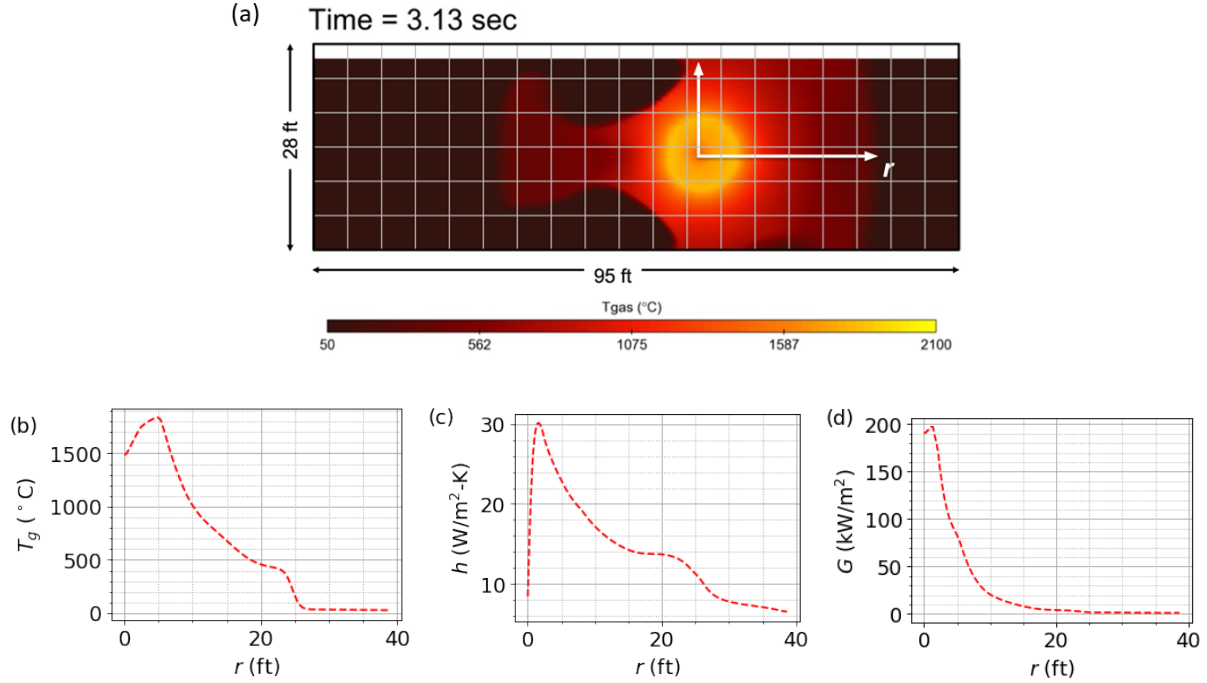 (a) Time = 3.13 sec
28 ft
r
95 ft
Tgas (°C)
50 562 1075 1587 2100
(b)
1500
1000
500
0
T_g (°C)
0 20 40
r (ft)
(c)
30
20
10
h (W/m²-K)
0 20 40
r (ft)
(d)
200
150
100
50
0
G (kW/m²)
0 20 40
r (ft)